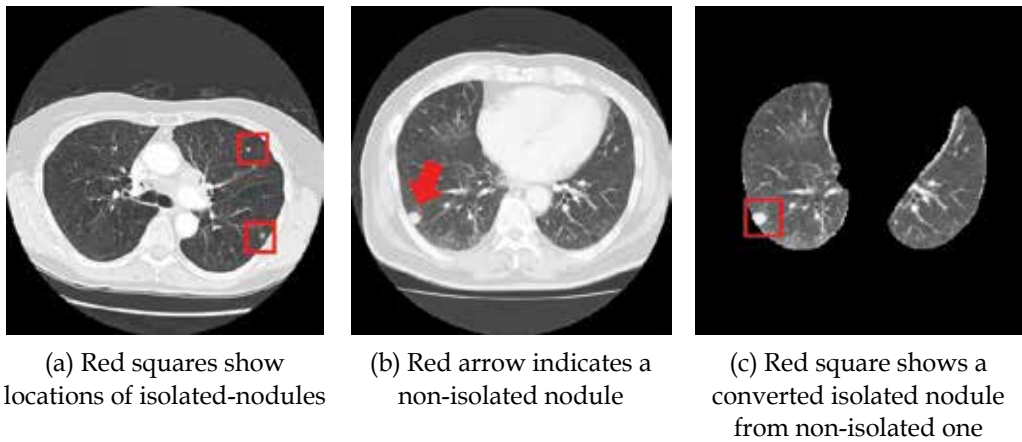 (a) Red squares show
locations of isolated-nodules
(b) Red arrow indicates a
non-isolated nodule
(c) Red square shows a
converted isolated nodule
from non-isolated one